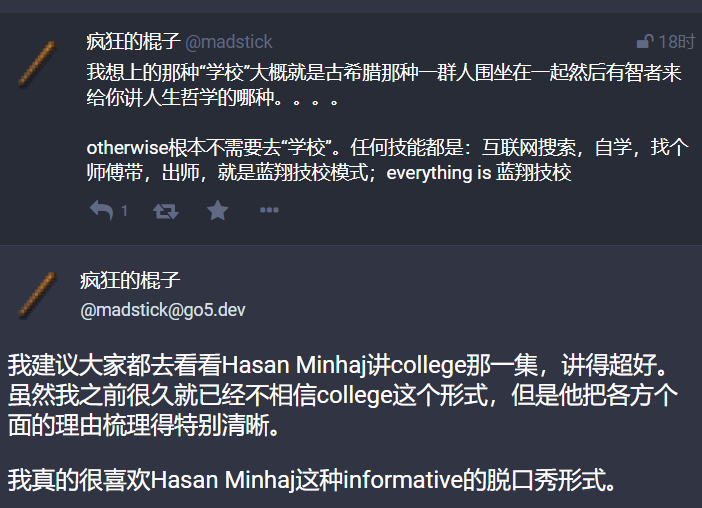 疯狂的棍子 @madstick 18时
我想上的那种“学校”大概就是古希腊那种一群人围坐在一起然后有智者来
给你讲人生哲学的哪种。。。。
otherwise根本不需要去“学校”。任何技能都是：互联网搜索，自学，找个
师傅带，出师，就是蓝翔技校模式；everything is 蓝翔技校
1
疯狂的棍子
@madstick@go5.dev
我建议大家都去看看Hasan Minhaj讲college那一集，讲得超好。
虽然我之前很久就已经不相信college这个形式，但是他把各方个
面的理由梳理得特别清晰。
我真的很喜欢Hasan Minhaj这种informative的脱口秀形式。